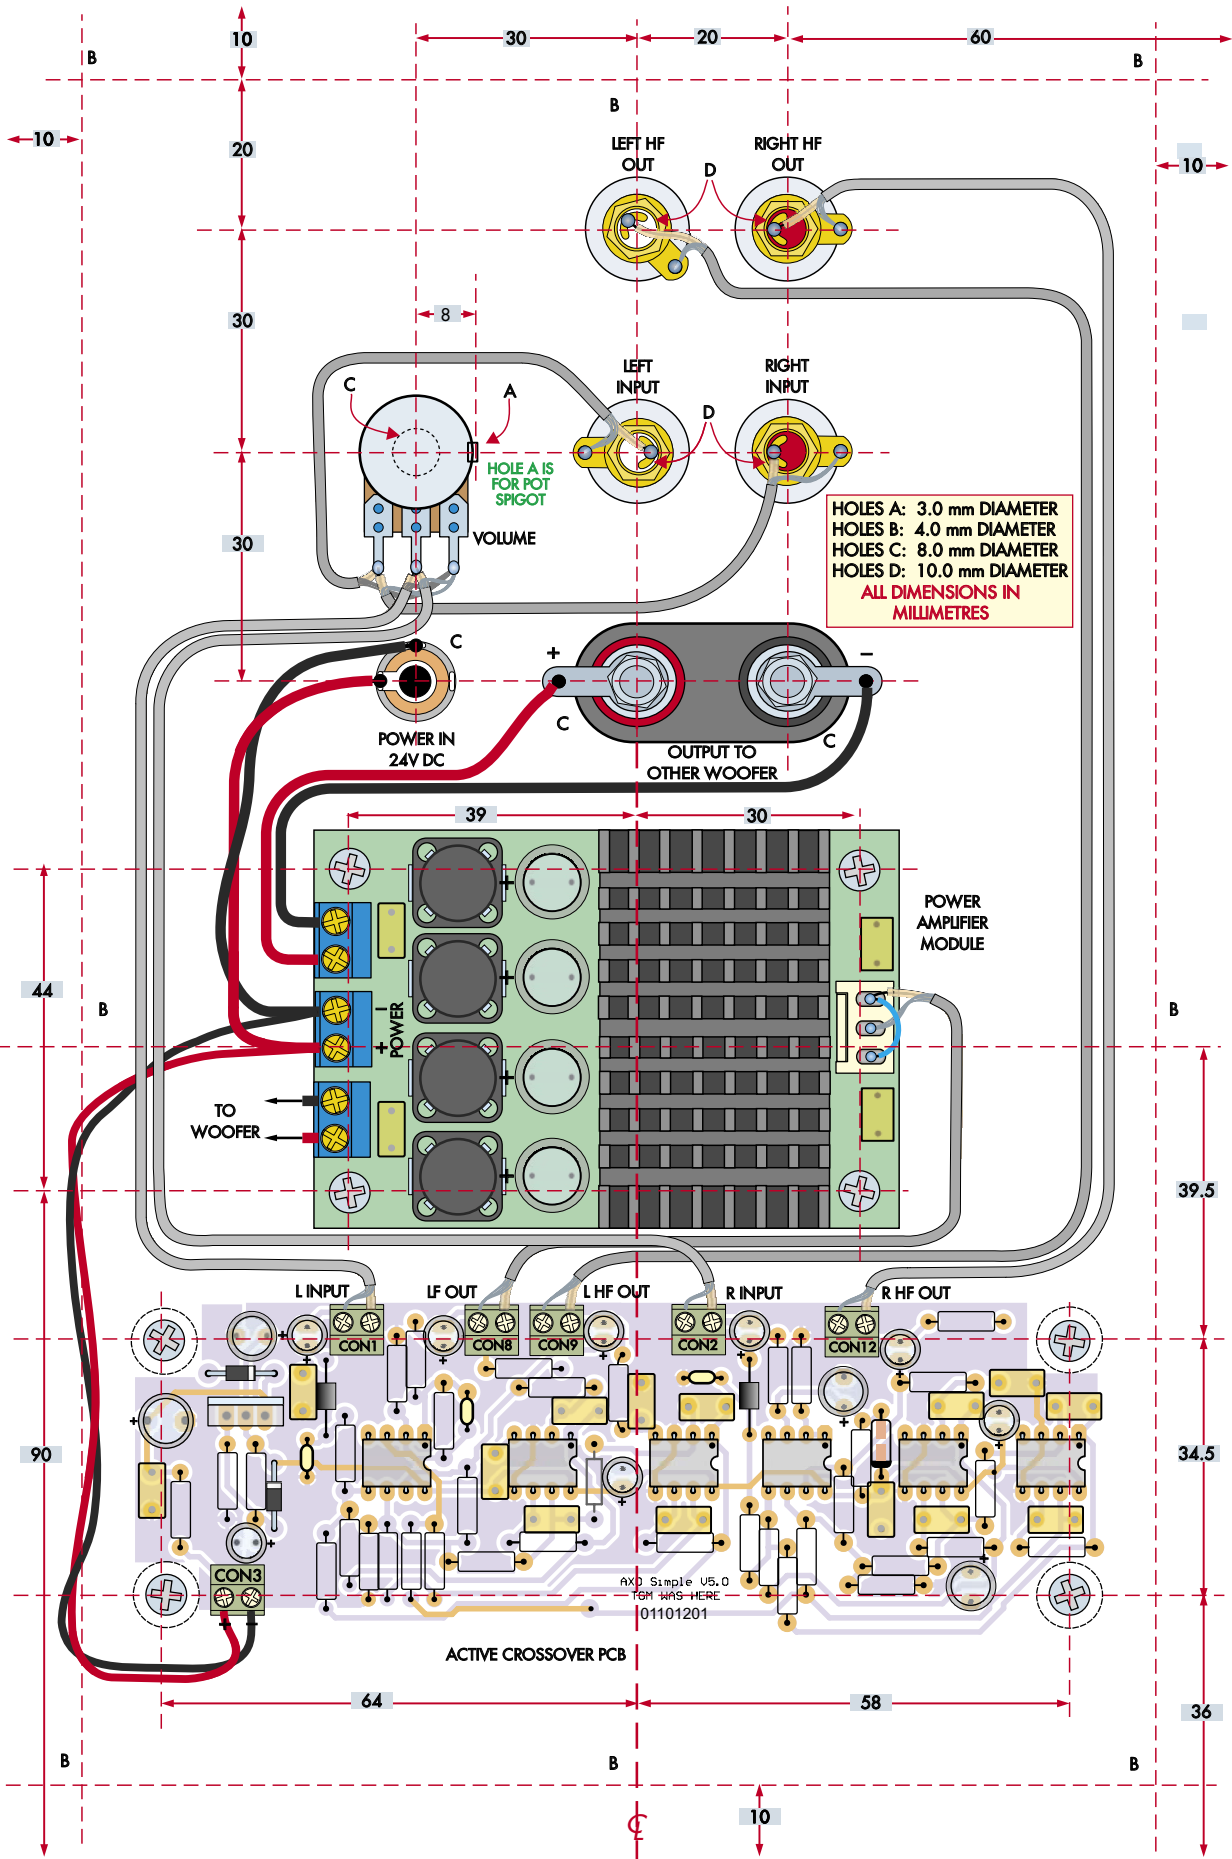 10
30
20
60
B
B
B
10
20
10
LEFT HF
OUT
RIGHT HF
OUT
D
30
8
LEFT
INPUT
RIGHT
INPUT
C
A
D
HOLE A IS
FOR POT
SPIGOT
VOLUME
30
HOLES A: 3.0 mm DIAMETER
HOLES B: 4.0 mm DIAMETER
HOLES C: 8.0 mm DIAMETER
HOLES D: 10.0 mm DIAMETER
ALL DIMENSIONS IN
MILLIMETRES
C
+
−
C
C
POWER IN
24V DC
OUTPUT TO
OTHER WOOFER
39
30
+
POWER
AMPLIFIER
MODULE
+
44
B
B
− + POWER
+
TO
WOOFER
+
39.5
L INPUT
LF OUT
L HF OUT
R INPUT
R HF OUT
CON1
CON8
CON9
CON2
CON12
+
+
+
+
+
+
+
+
+
90
34.5
+
+
+
CON3
+ −
AXO Simple V5.0
TGM WAS HERE
01101201
ACTIVE CROSSOVER PCB
64
58
36
B
B
B
10
CL